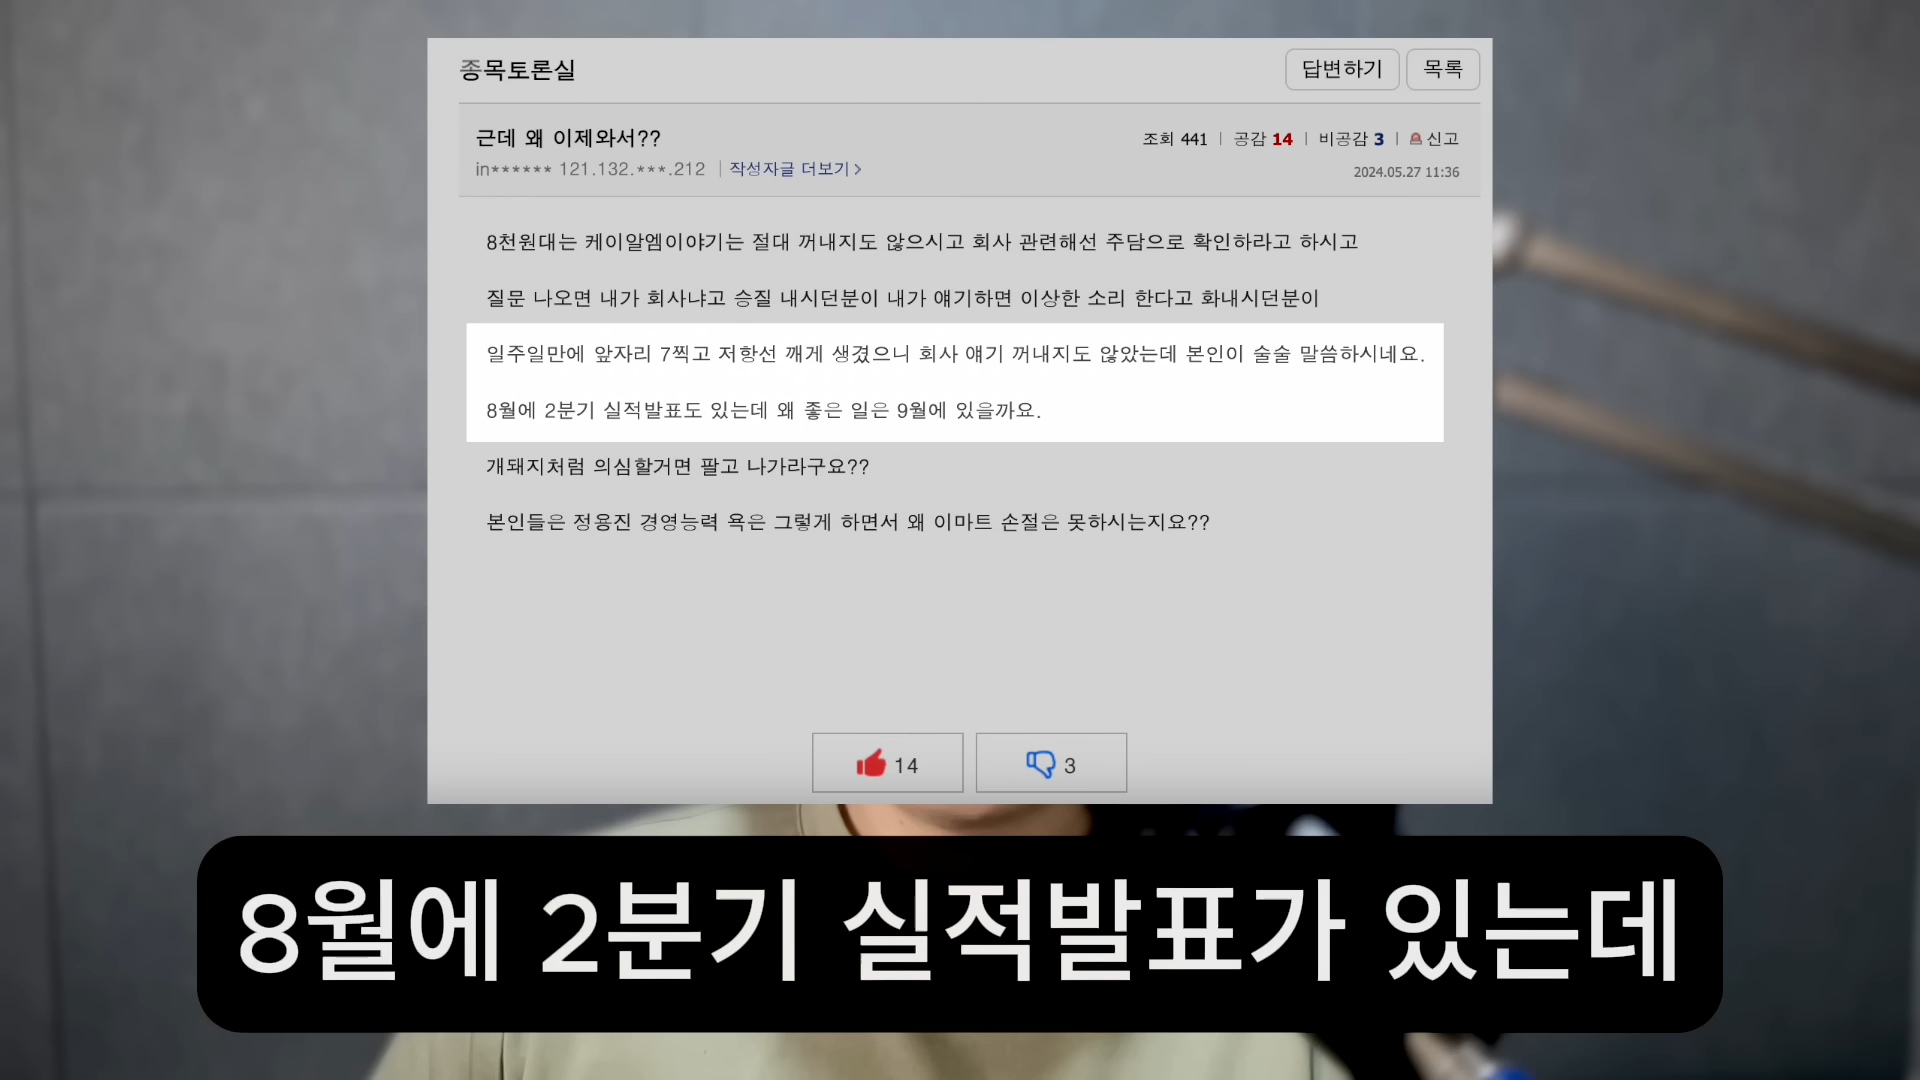 종목토론실
답변하기 목록
근데 왜 이제와서??
조회 441 | 공감 14 | 비공감 3 | 신고
in****** 121.132.***.212 | 작성자글 더보기 >
2024.05.27 11:36
8천원대는 케이알엠이야기는 절대 꺼내지도 않으시고 회사 관련해선 주담으로 확인하라고 하시고
질문 나오면 내가 회사냐고 승질 내시던분이 내가 얘기하면 이상한 소리 한다고 화내시던분이
일주일만에 앞자리 7찍고 저항선 깨게 생겼으니 회사 얘기 꺼내지도 않았는데 본인이 술술 말씀하시네요.
8월에 2분기 실적발표도 있는데 왜 좋은 일은 9월에 있을까요.
개돼지처럼 의심할거면 팔고 나가라구요??
본인들은 정용진 경영능력 욕은 그렇게 하면서 왜 이마트 손절은 못하시는지요??
14
3
8월에 2분기 실적발표가 있는데